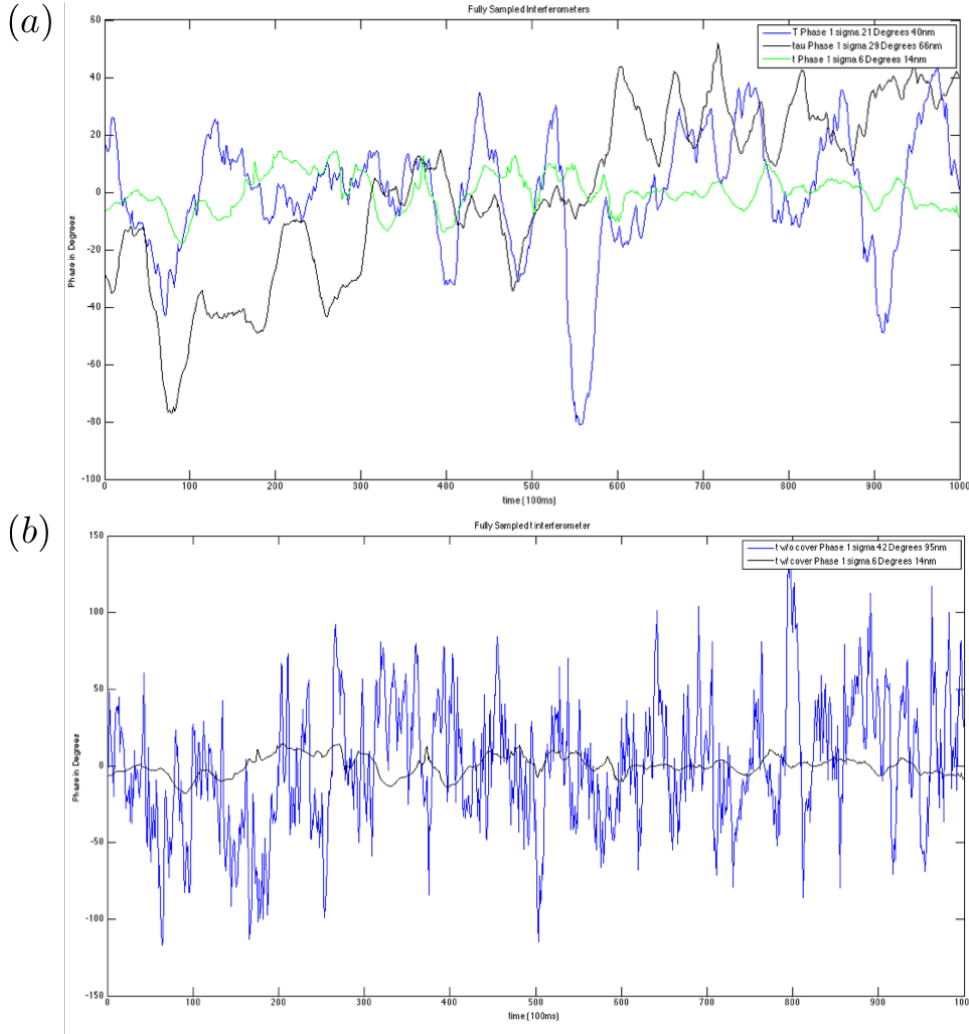 (a)
Fully Sampled Interferometers
60
40
20
0
-20
-40
-60
-80
-100
Phase in Degrees
T Phase 1 sigma 21 Degrees 40nm
tau Phase 1 sigma 29 Degrees 66nm
t Phase 1 sigma 6 Degrees 14nm
0 100 200 300 400 500 600 700 800 900 1000
time (100ms)
(b)
Fully Sampled t interferometer
150
100
50
0
-50
-100
-150
Phase in Degrees
t w/o cover Phase 1 sigma 42 Degrees 95nm
t w/ cover Phase 1 sigma 6 Degrees 14nm
0 100 200 300 400 500 600 700 800 900 1000
time (100ms)